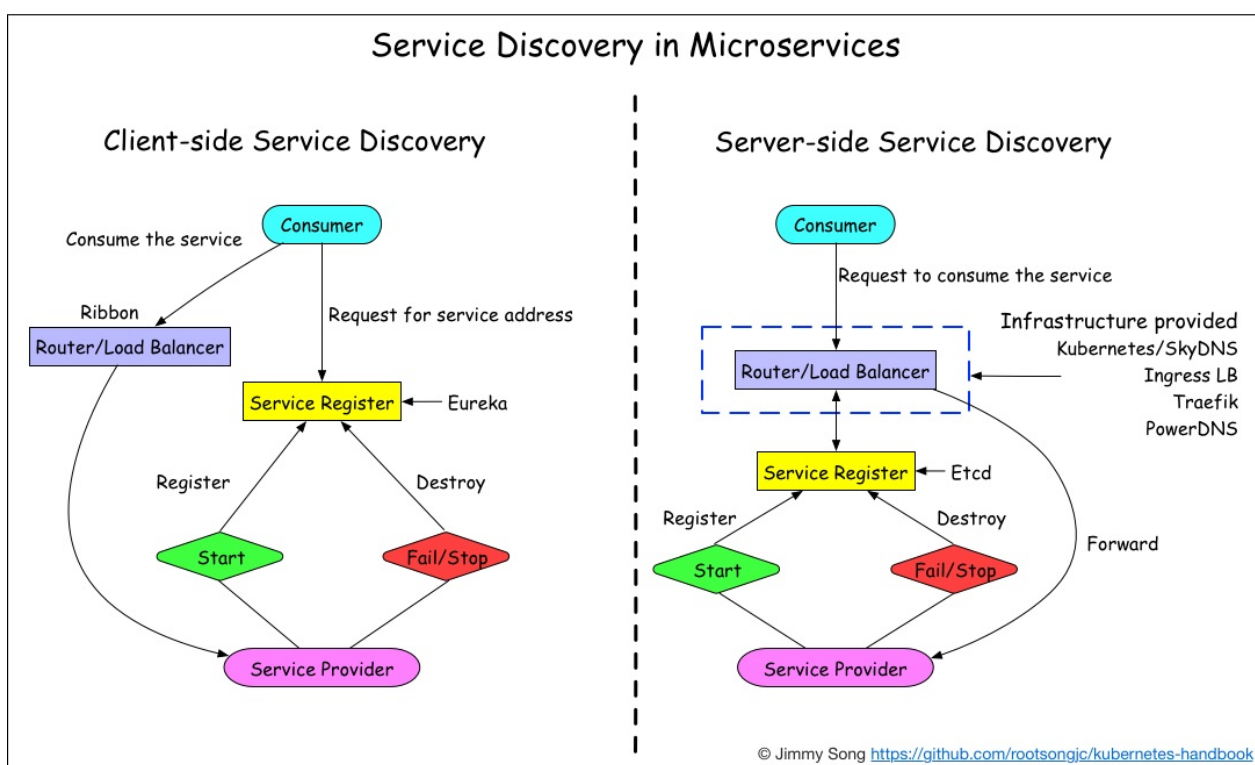 Service Discovery in Microservices
Client-side Service Discovery
Consumer
Consume the service
Request for service address
Ribbon
Router/Load Balancer
Service Register
Eureka
Register
Destroy
Start
Fail/Stop
Service Provider
Server-side Service Discovery
Consumer
Request to consume the service
Infrastructure provided
Kubernetes/SkyDNS
Ingress LB
Traefik
PowerDNS
Router/Load Balancer
Service Register
Etcd
Register
Destroy
Start
Fail/Stop
Forward
Service Provider
© Jimmy Song https://github.com/rootsongjc/kubernetes-handbook